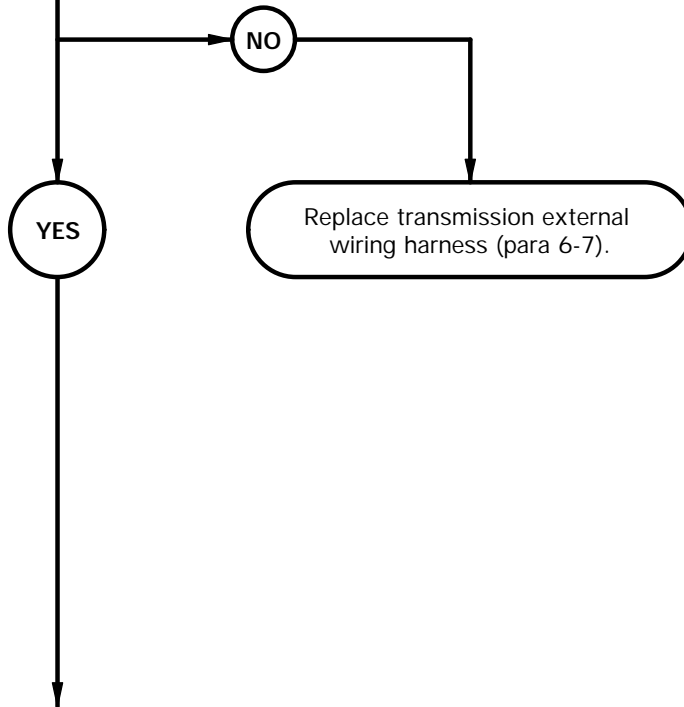 NO
YES
Replace transmission external
wiring harness (para 6-7).